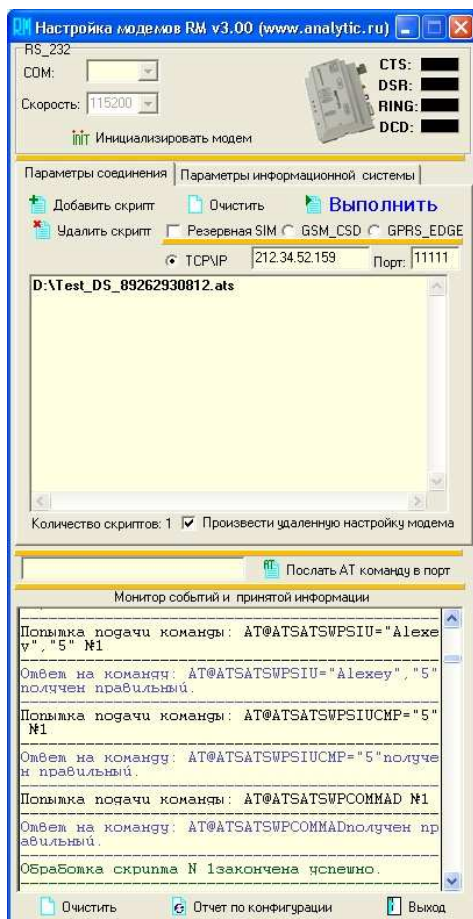 Настройка модемов RM v3.00 (www.analytic.ru)
RS_232
COM:
CTS:
DSR:
Скорость: 115200
RING:
DCD:
INIT Инициализировать модем
Параметры соединения Параметры информационной системы
Добавить скрипт Очистить Выполнить
Удалить скрипт Резервная SIM GSM_CSD GPRS_EDGE
TCP\IP 212.34.52.159 Порт: 11111
D:\Test_DS_89262930812.ats
Количество скриптов: 1 Произвести удаленную настройку модема
AT Послать АТ команду в порт
Монитор событий и принятой информации
Попытка подачи команды: AT@ATSATSWPSIU="Alexe
y","5" №1
Ответ на команду: AT@ATSATSWPSIU="Alexey","5"
получен правильный.
Попытка подачи команды: AT@ATSATSWPSIUCMP="5"
№1
Ответ на команду: AT@ATSATSWPSIUCMP="5"получе
н правильный.
Попытка подачи команды: AT@ATSATSWPCOMMAD №1
Ответ на команду: AT@ATSATSWPCOMMADполучен пр
авильный.
Обработка скрипта N 1закончена успешно.
Очистить Отчет по конфигурации Выход